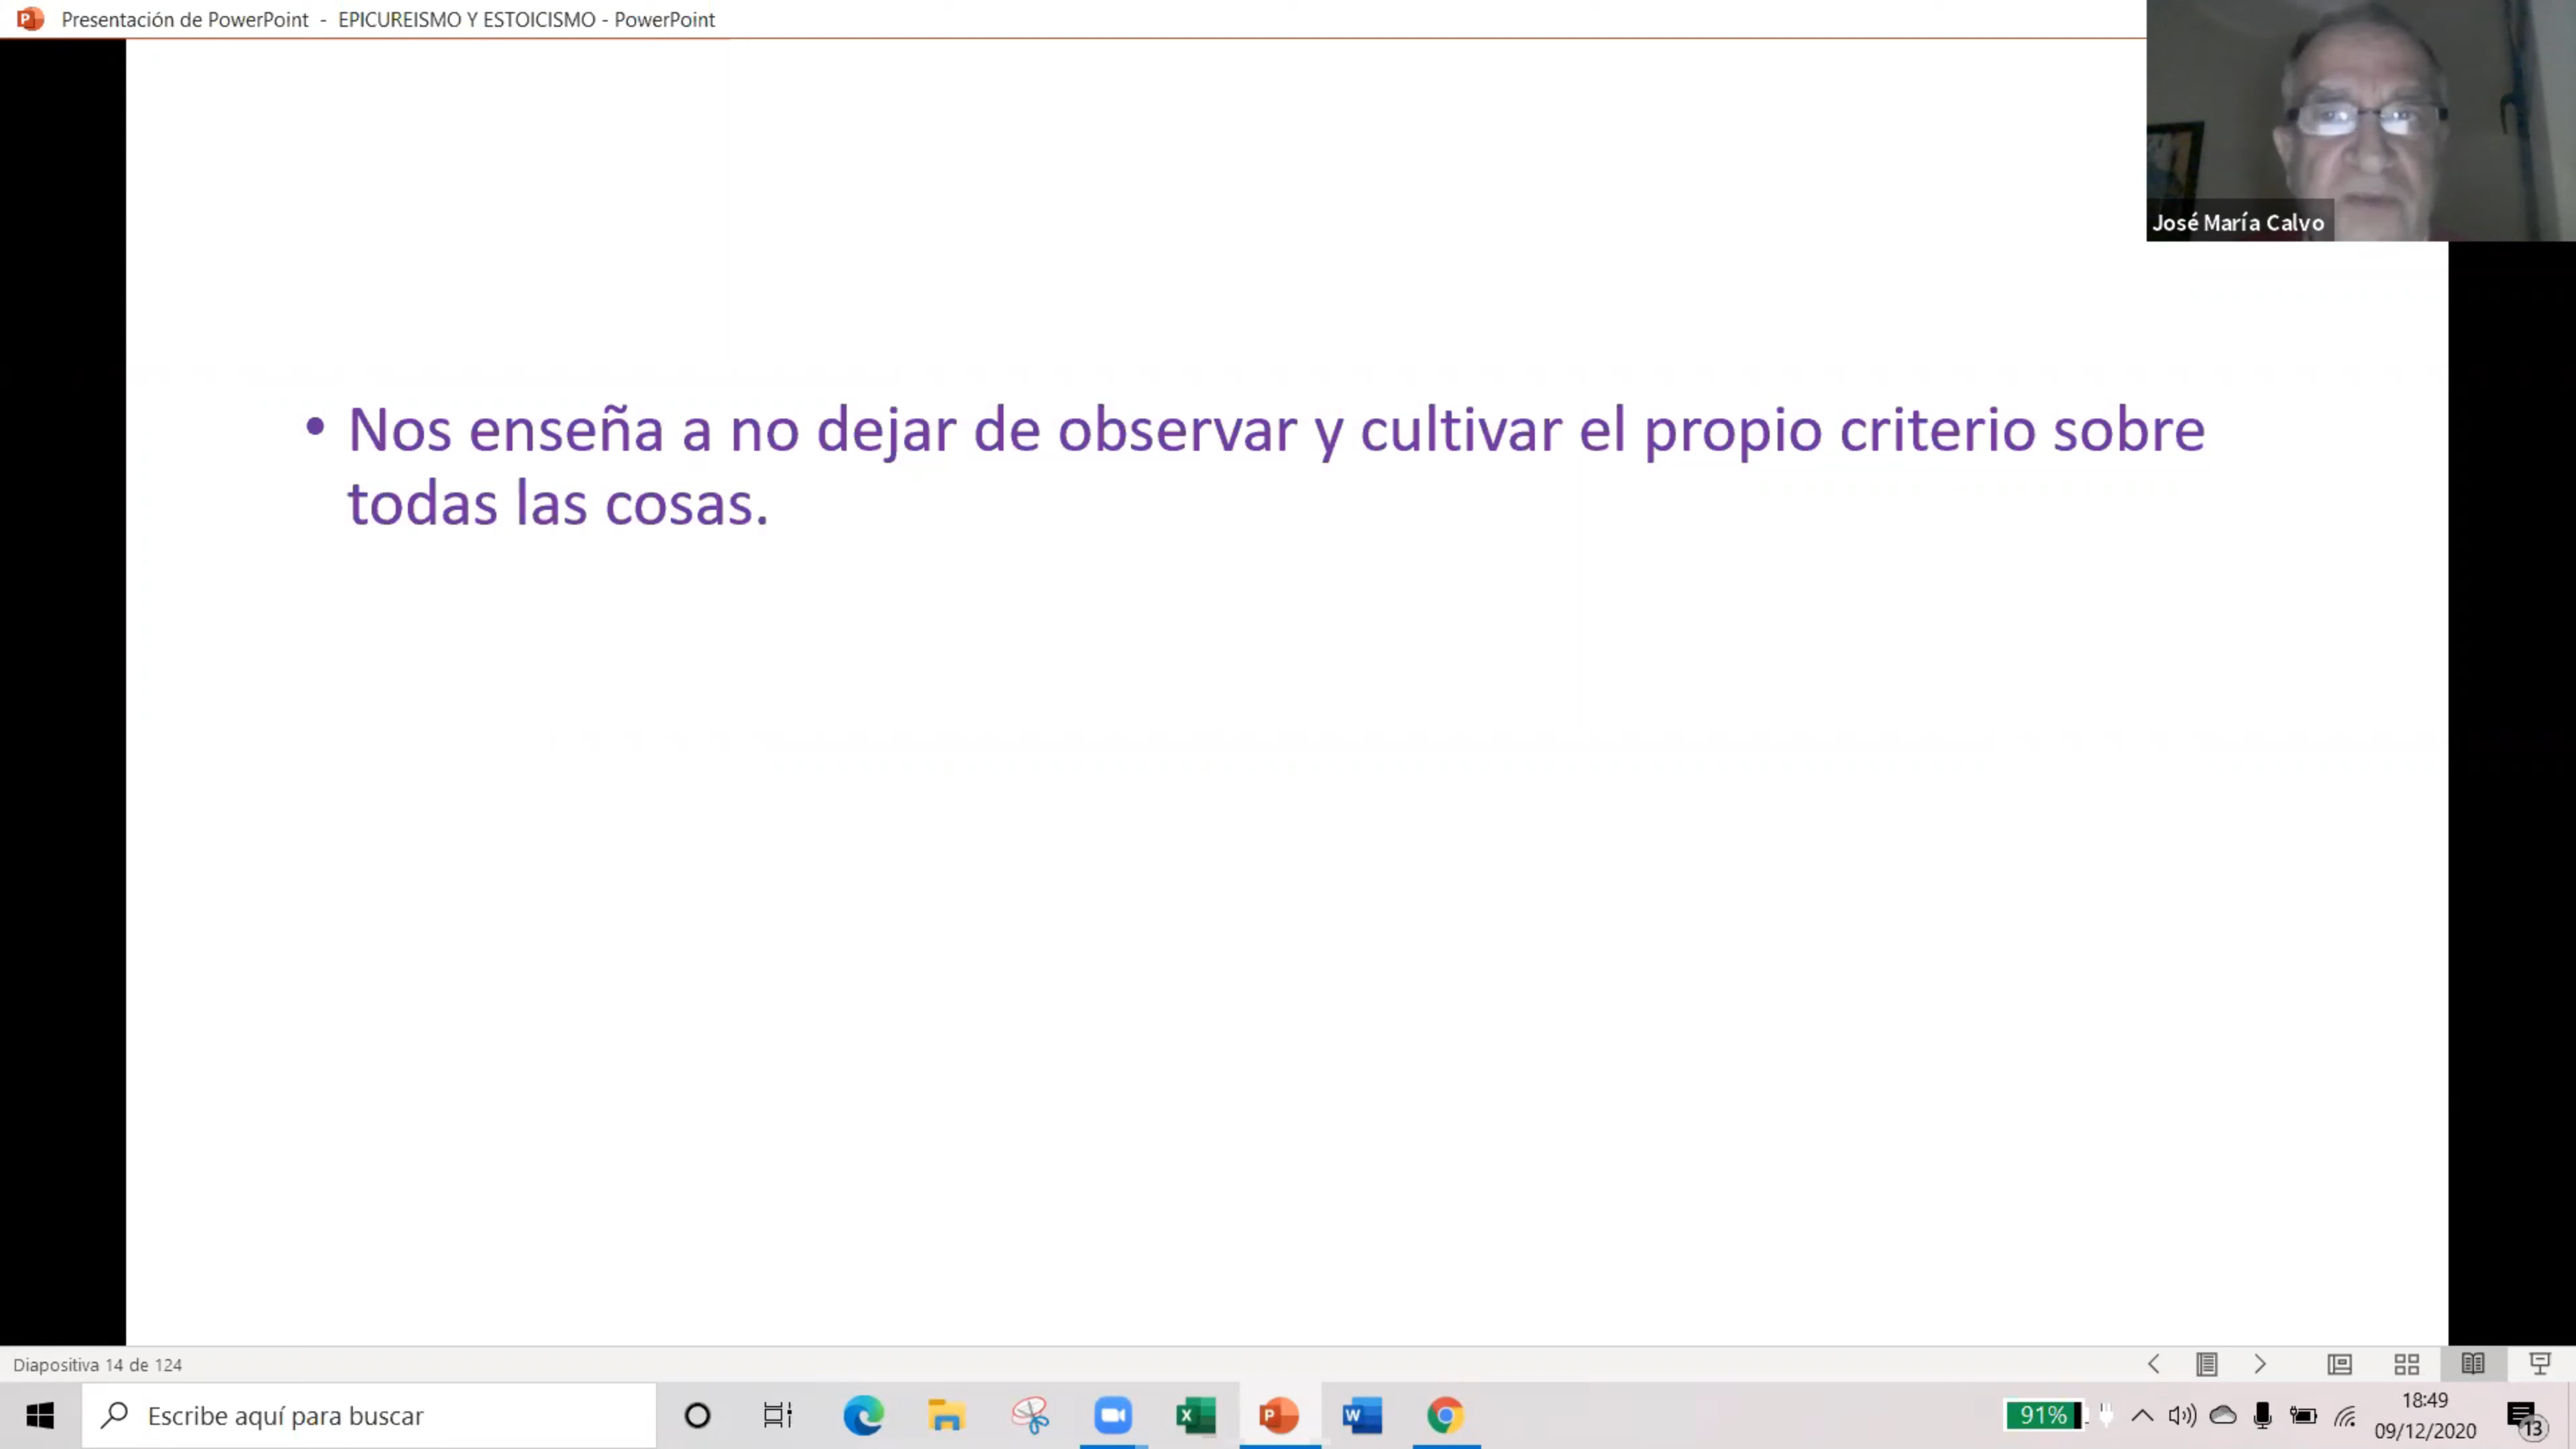 Presentación de PowerPoint - EPICUREISMO Y ESTOICISMO - PowerPoint
José María Calvo
• Nos enseña a no dejar de observar y cultivar el propio criterio sobre
todas las cosas.
Diapositiva 14 de 124
Escribe aquí para buscar
91%
18:49
09/12/2020
13